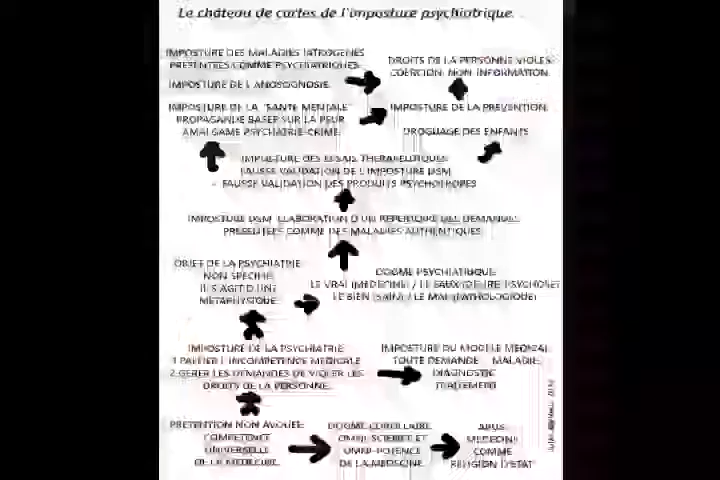 Le château de cartes de l'imposture psychiatrique.
IMPOSTURE DES MALADIES IATROGENES
PRESENTEES COMME PSYCHIATRIQUES.
IMPOSTURE DE L'ANOSOGNOSIE.
DROITS DE LA PERSONNE VIOLES.
COERCION. NON INFORMATION.
IMPOSTURE DE LA "SANTE MENTALE"
PROPAGANDE BASEE SUR LA PEUR
AMALGAME PSYCHIATRIE-CRIME.
IMPOSTURE DE LA PREVENTION.
DROGUAGE DES ENFANTS
IMPOSTURE DES ESSAIS THERAPEUTIQUES
FAUSSE VALIDATION DE L'IMPOSTURE DSM
FAUSSE VALIDATION DES PRODUITS PSYCHOTROPES
IMPOSTURE DSM: ELABORATION D'UN REPERTOIRE DES DEMANDES
PRESENTEES COMME DES MALADIES AUTHENTIQUES
OBJET DE LA PSYCHIATRIE
NON SPECIFIE.
IL S'AGIT D'UNE
METAPHYSIQUE
DOGME PSYCHIATRIQUE
LE VRAI (MEDECINE) / LE FAUX (DELIRE PSYCHOSE)
LE BIEN (SAIN) / LE MAL (PATHOLOGIQUE)
IMPOSTURE DE LA PSYCHIATRIE
1.PALLIER L'INCOMPETENCE MEDICALE
2.GERER LES DEMANDES DE VIOLER LES
DROITS DE LA PERSONNE.
IMPOSTURE DU MODELE MEDICAL
TOUTE DEMANDE MALADIE.
DIAGNOSTIC
TRAITEMENT
PRETENTION NON AVOUEE:
COMPETENCE
UNIVERSELLE
DE LA MEDECINE.
DOGME COROLLAIRE
OMNI-SCIENCE ET
OMNI-POTENCE
DE LA MEDECINE
ABUS:
MEDECINE
COMME
RELIGION D'ETAT